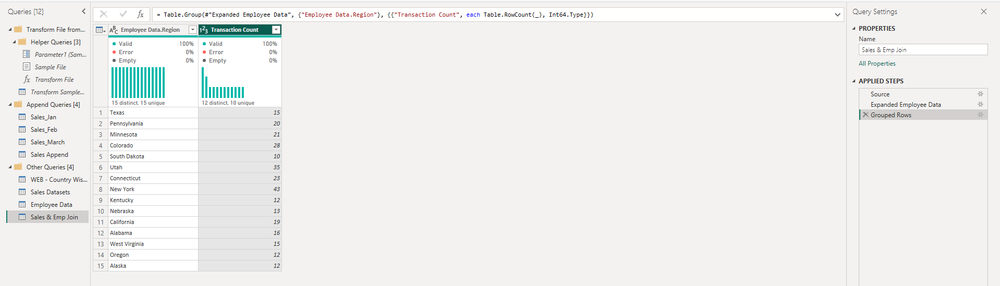 Queries [12]
Transform File from...
Helper Queries [3]
Parameter1 (Sam...
Sample File
fx Transform File
Transform Sample...
Append Queries [4]
Sales_Jan
Sales_Feb
Sales_March
Sales Append
Other Queries [4]
WEB - Country Wis...
Sales Datasets
Employee Data
Sales & Emp Join
fx = Table.Group(#"Expanded Employee Data", {"Employee Data.Region"}, {{"Transaction Count", each Table.RowCount(_), Int64.Type}})
ABC Employee Data.Region 123 Transaction Count
Valid 100% Valid 100%
Error 0% Error 0%
Empty 0% Empty 0%
15 distinct, 15 unique 12 distinct, 10 unique
1 Texas 15
2 Pennsylvania 20
3 Minnesota 21
4 Colorado 28
5 South Dakota 10
6 Utah 35
7 Connecticut 23
8 New York 43
9 Kentucky 12
10 Nebraska 13
11 California 19
12 Alabama 16
13 West Virginia 15
14 Oregon 12
15 Alaska 12
Query Settings
PROPERTIES
Name
Sales & Emp Join
All Properties
APPLIED STEPS
Source
Expanded Employee Data
Grouped Rows